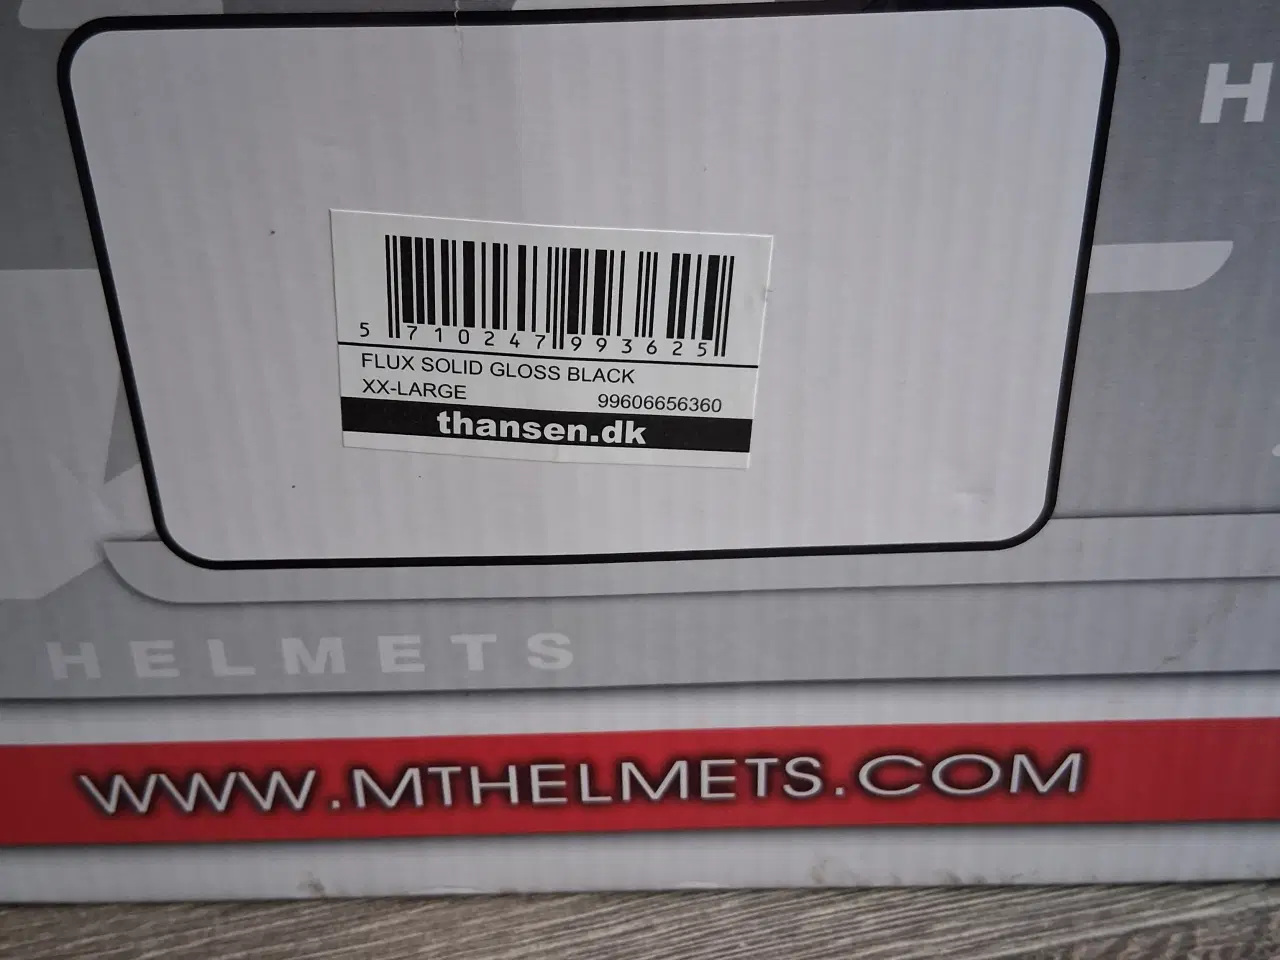 H
5 710247 993625
FLUX SOLID GLOSS BLACK
XX-LARGE 99606656360
thansen.dk
HELMETS
WWW.MTHELMETS.COM